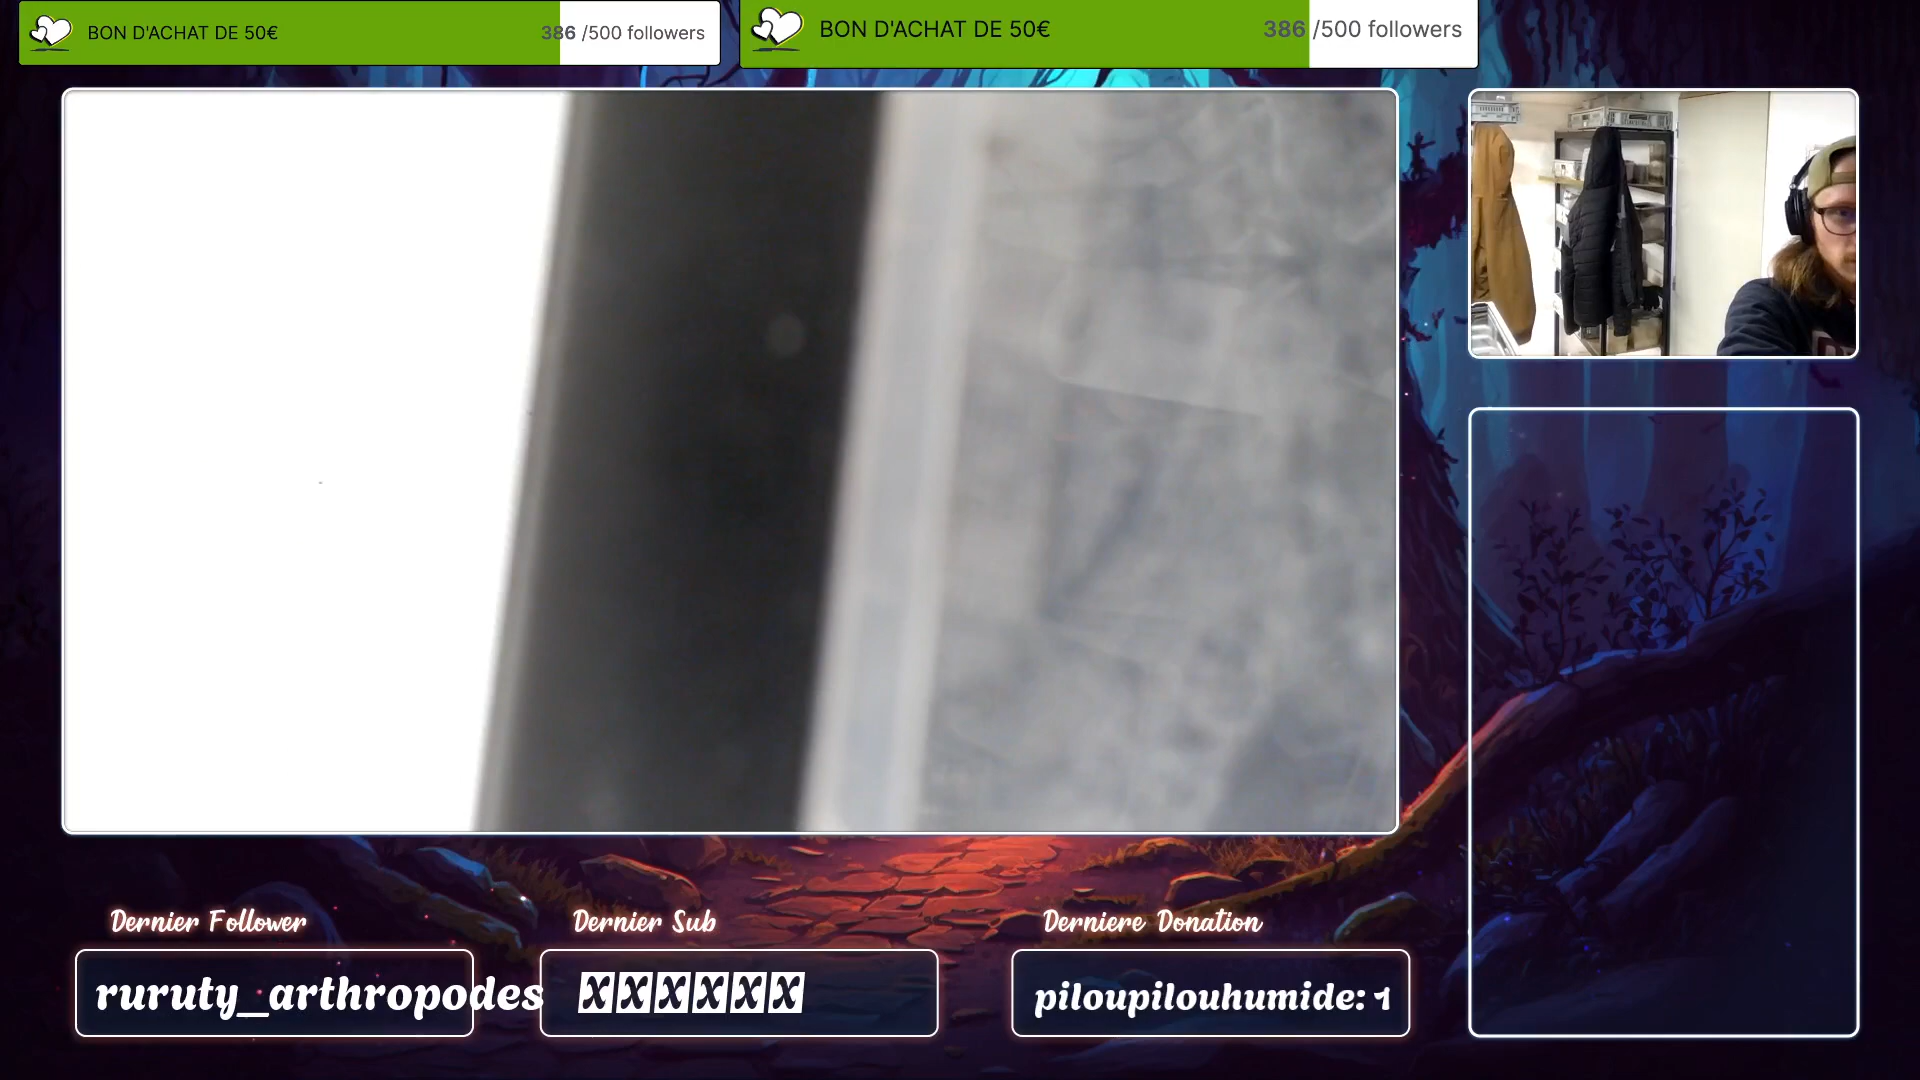 BON D'ACHAT DE 50€ 386 /500 followers
BON D'ACHAT DE 50€ 386 /500 followers
Dernier Follower
Dernier Sub
Derniere Donation
ruruty_arthropodes
piloupilouhumide: 1